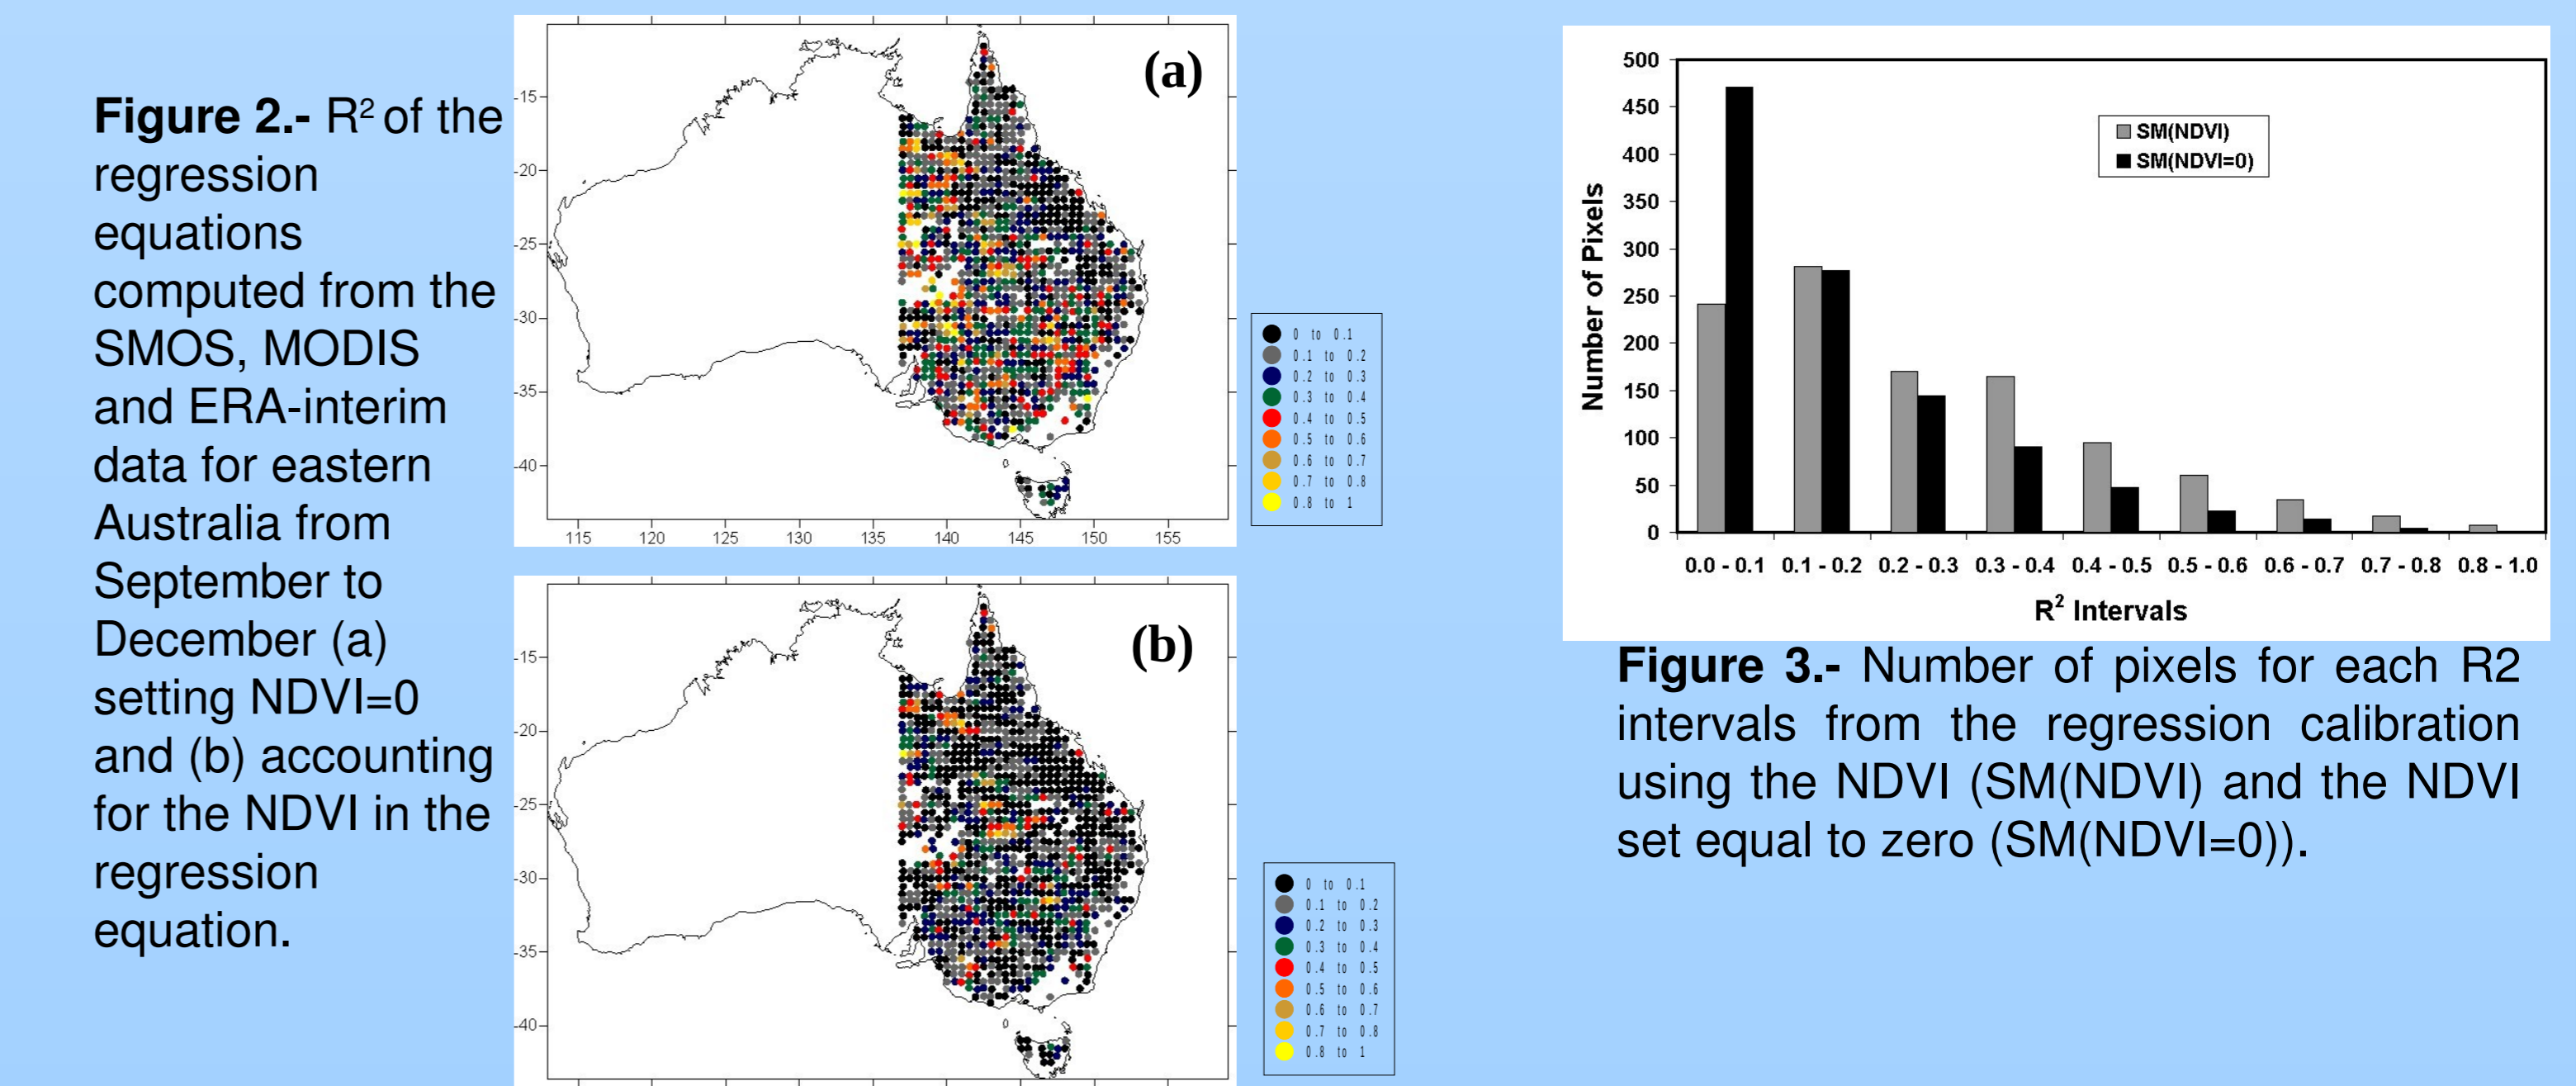 Figure 2.- R² of the
regression
equations
computed from the
SMOS, MODIS
and ERA-interim
data for eastern
Australia from
September to
December (a)
setting NDVI=0
and (b) accounting
for the NDVI in the
regression
equation.
(a)
-15
-20
-25
-30
-35
-40
115 120 125 130 135 140 145 150 155
0 to 0.1
0.1 to 0.2
0.2 to 0.3
0.3 to 0.4
0.4 to 0.5
0.5 to 0.6
0.6 to 0.7
0.7 to 0.8
0.8 to 1
(b)
-15
-20
-25
-30
-35
-40
0 to 0.1
0.1 to 0.2
0.2 to 0.3
0.3 to 0.4
0.4 to 0.5
0.5 to 0.6
0.6 to 0.7
0.7 to 0.8
0.8 to 1
500
450
400
350
300
250
200
150
100
50
0
Number of Pixels
SM(NDVI)
SM(NDVI=0)
0.0 - 0.1 0.1 - 0.2 0.2 - 0.3 0.3 - 0.4 0.4 - 0.5 0.5 - 0.6 0.6 - 0.7 0.7 - 0.8 0.8 - 1.0
R² Intervals
Figure 3.- Number of pixels for each R2
intervals from the regression calibration
using the NDVI (SM(NDVI) and the NDVI
set equal to zero (SM(NDVI=0)).